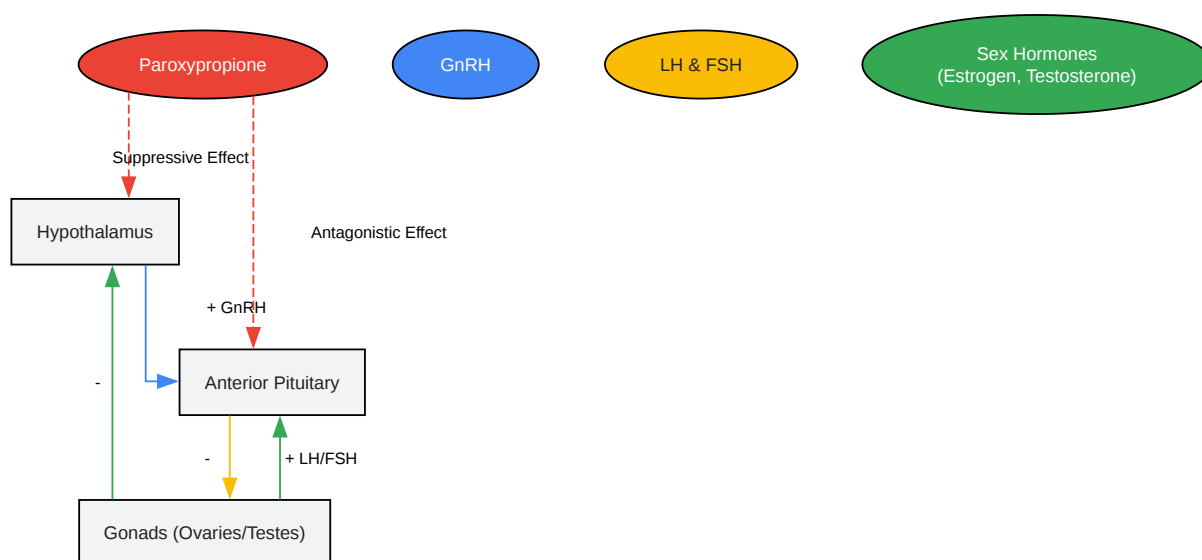 Paroxypropione
GnRH
LH & FSH
Sex Hormones
(Estrogen, Testosterone)
Suppressive Effect
Hypothalamus
Antagonistic Effect
+ GnRH
-
Anterior Pituitary
-
+ LH/FSH
Gonads (Ovaries/Testes)